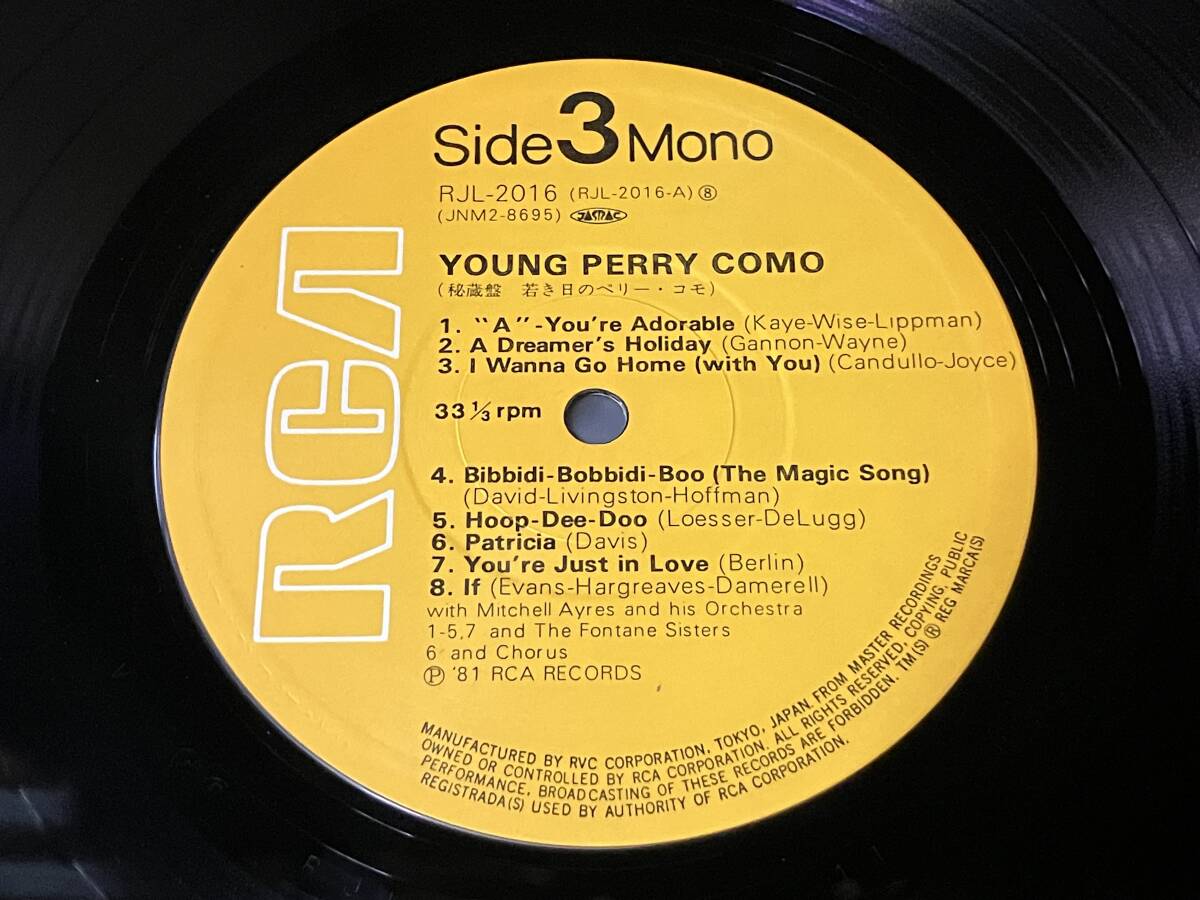 Side 3 Mono
RJL-2016 (RJL-2016-A) ⑧
(JNM2-8695) JASRAC
RCA
YOUNG PERRY COMO
(秘蔵盤 若き日のペリー・コモ)
1. "A"-You're Adorable (Kaye-Wise-Lippman)
2. A Dreamer's Holiday (Gannon-Wayne)
3. I Wanna Go Home (with You) (Candullo-Joyce)
33 1/3 rpm
4. Bibbidi-Bobbidi-Boo (The Magic Song)
(David-Livingston-Hoffman)
5. Hoop-Dee-Doo (Loesser-DeLugg)
6. Patricia (Davis)
7. You're Just in Love (Berlin)
8. If (Evans-Hargreaves-Damerell)
with Mitchell Ayres and his Orchestra
1-5,7 and The Fontane Sisters
6 and Chorus
Ⓟ '81 RCA RECORDS
MANUFACTURED BY RVC CORPORATION, TOKYO, JAPAN. FROM MASTER RECORDINGS
OWNED OR CONTROLLED BY RCA CORPORATION. ALL RIGHTS RESERVED. COPYING, PUBLIC
PERFORMANCE, BROADCASTING OF THESE RECORDS ARE FORBIDDEN. TM(S) ® REG MARCA(S)
REGISTRADA(S) USED BY AUTHORITY OF RCA CORPORATION.